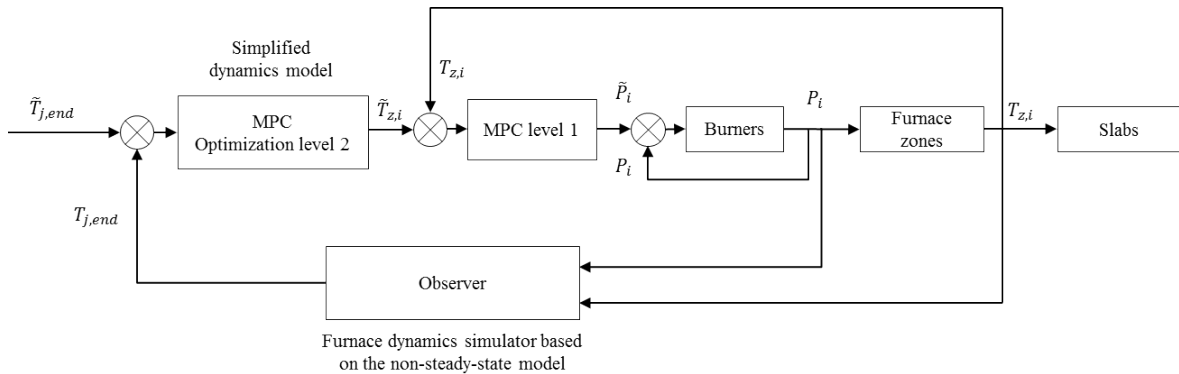 Simplified
dynamics model
T̃j,end
MPC
Optimization level 2
T̃z,i
Tz,i
MPC level 1
P̃i
Pi
Burners
Pi
Furnace
zones
Tz,i
Slabs
Tj,end
Observer
Furnace dynamics simulator based
on the non-steady-state model